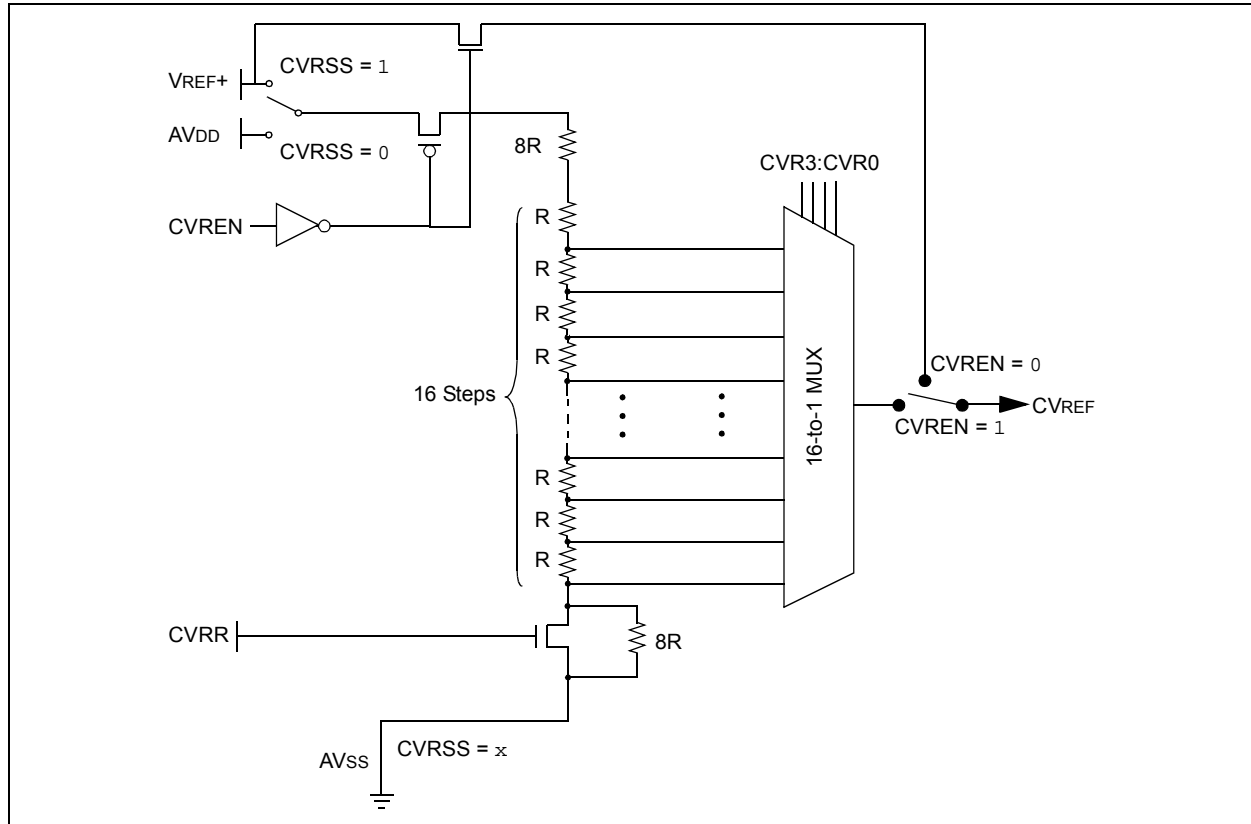 CVRSS = 1
VREF+
AVDD
CVRSS = 0
8R
CVREN
CVR3:CVR0
R
R
R
R
16 Steps
16-to-1 MUX
CVREN = 0
CVREF
CVREN = 1
R
R
R
CVRR
8R
CVRSS = x
AVSS